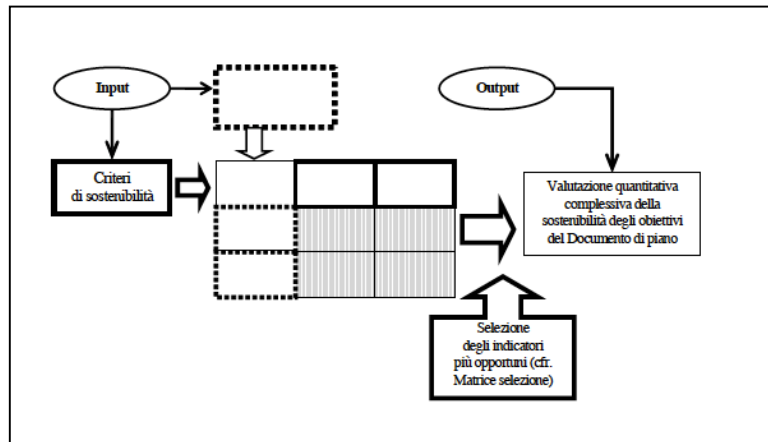 Input
Output
Criteri
di sostenibilità
Valutazione quantitativa
complessiva della
sostenibilità degli obiettivi
del Documento di piano
Selezione
degli indicatori
più opportuni (cfr.
Matrice selezione)